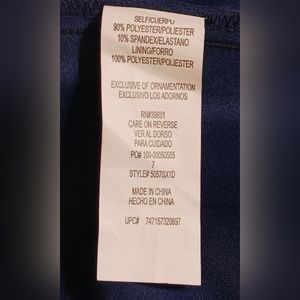 SELF/CUERPO
90% POLYESTER/POLIESTER
10% SPANDEX/ELASTANO
LINING/FORRO
100% POLYESTER/POLIESTER
EXCLUSIVE OF ORNAMENTATION
EXCLUSIVO LOS ADORNOS
RN#39831
CARE ON REVERSE
VER AL DORSO
PARA CUIDADO
PO# 100-00050555
7
STYLE# 5057SX1D
MADE IN CHINA
HECHO EN CHINA
UPC# 747157320697